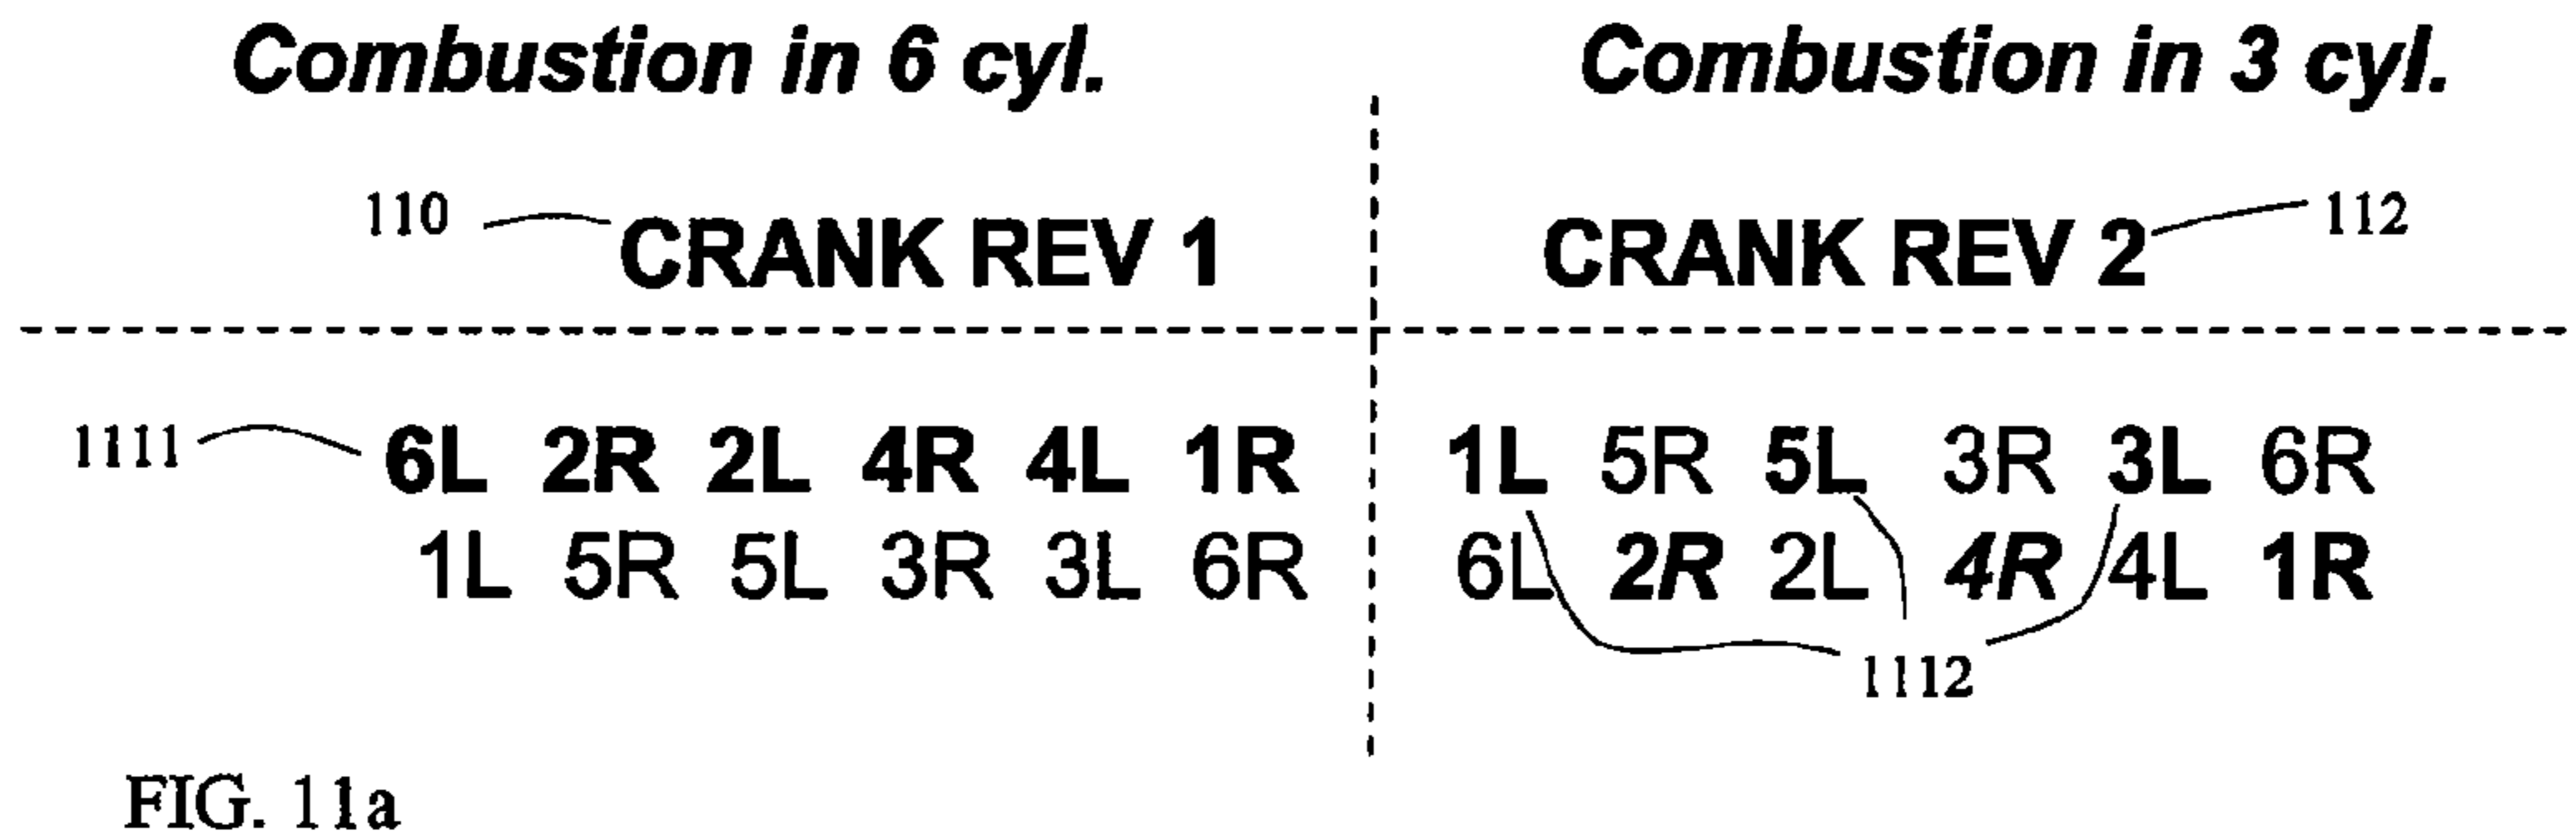 Combustion in 6 cyl. Combustion in 3 cyl.
110 CRANK REV 1 CRANK REV 2 112
1111 6L 2R 2L 4R 4L 1R 1L 5R 5L 3R 3L 6R
1L 5R 5L 3R 3L 6R 6L 2R 2L 4R 4L 1R
1112
FIG. 11a